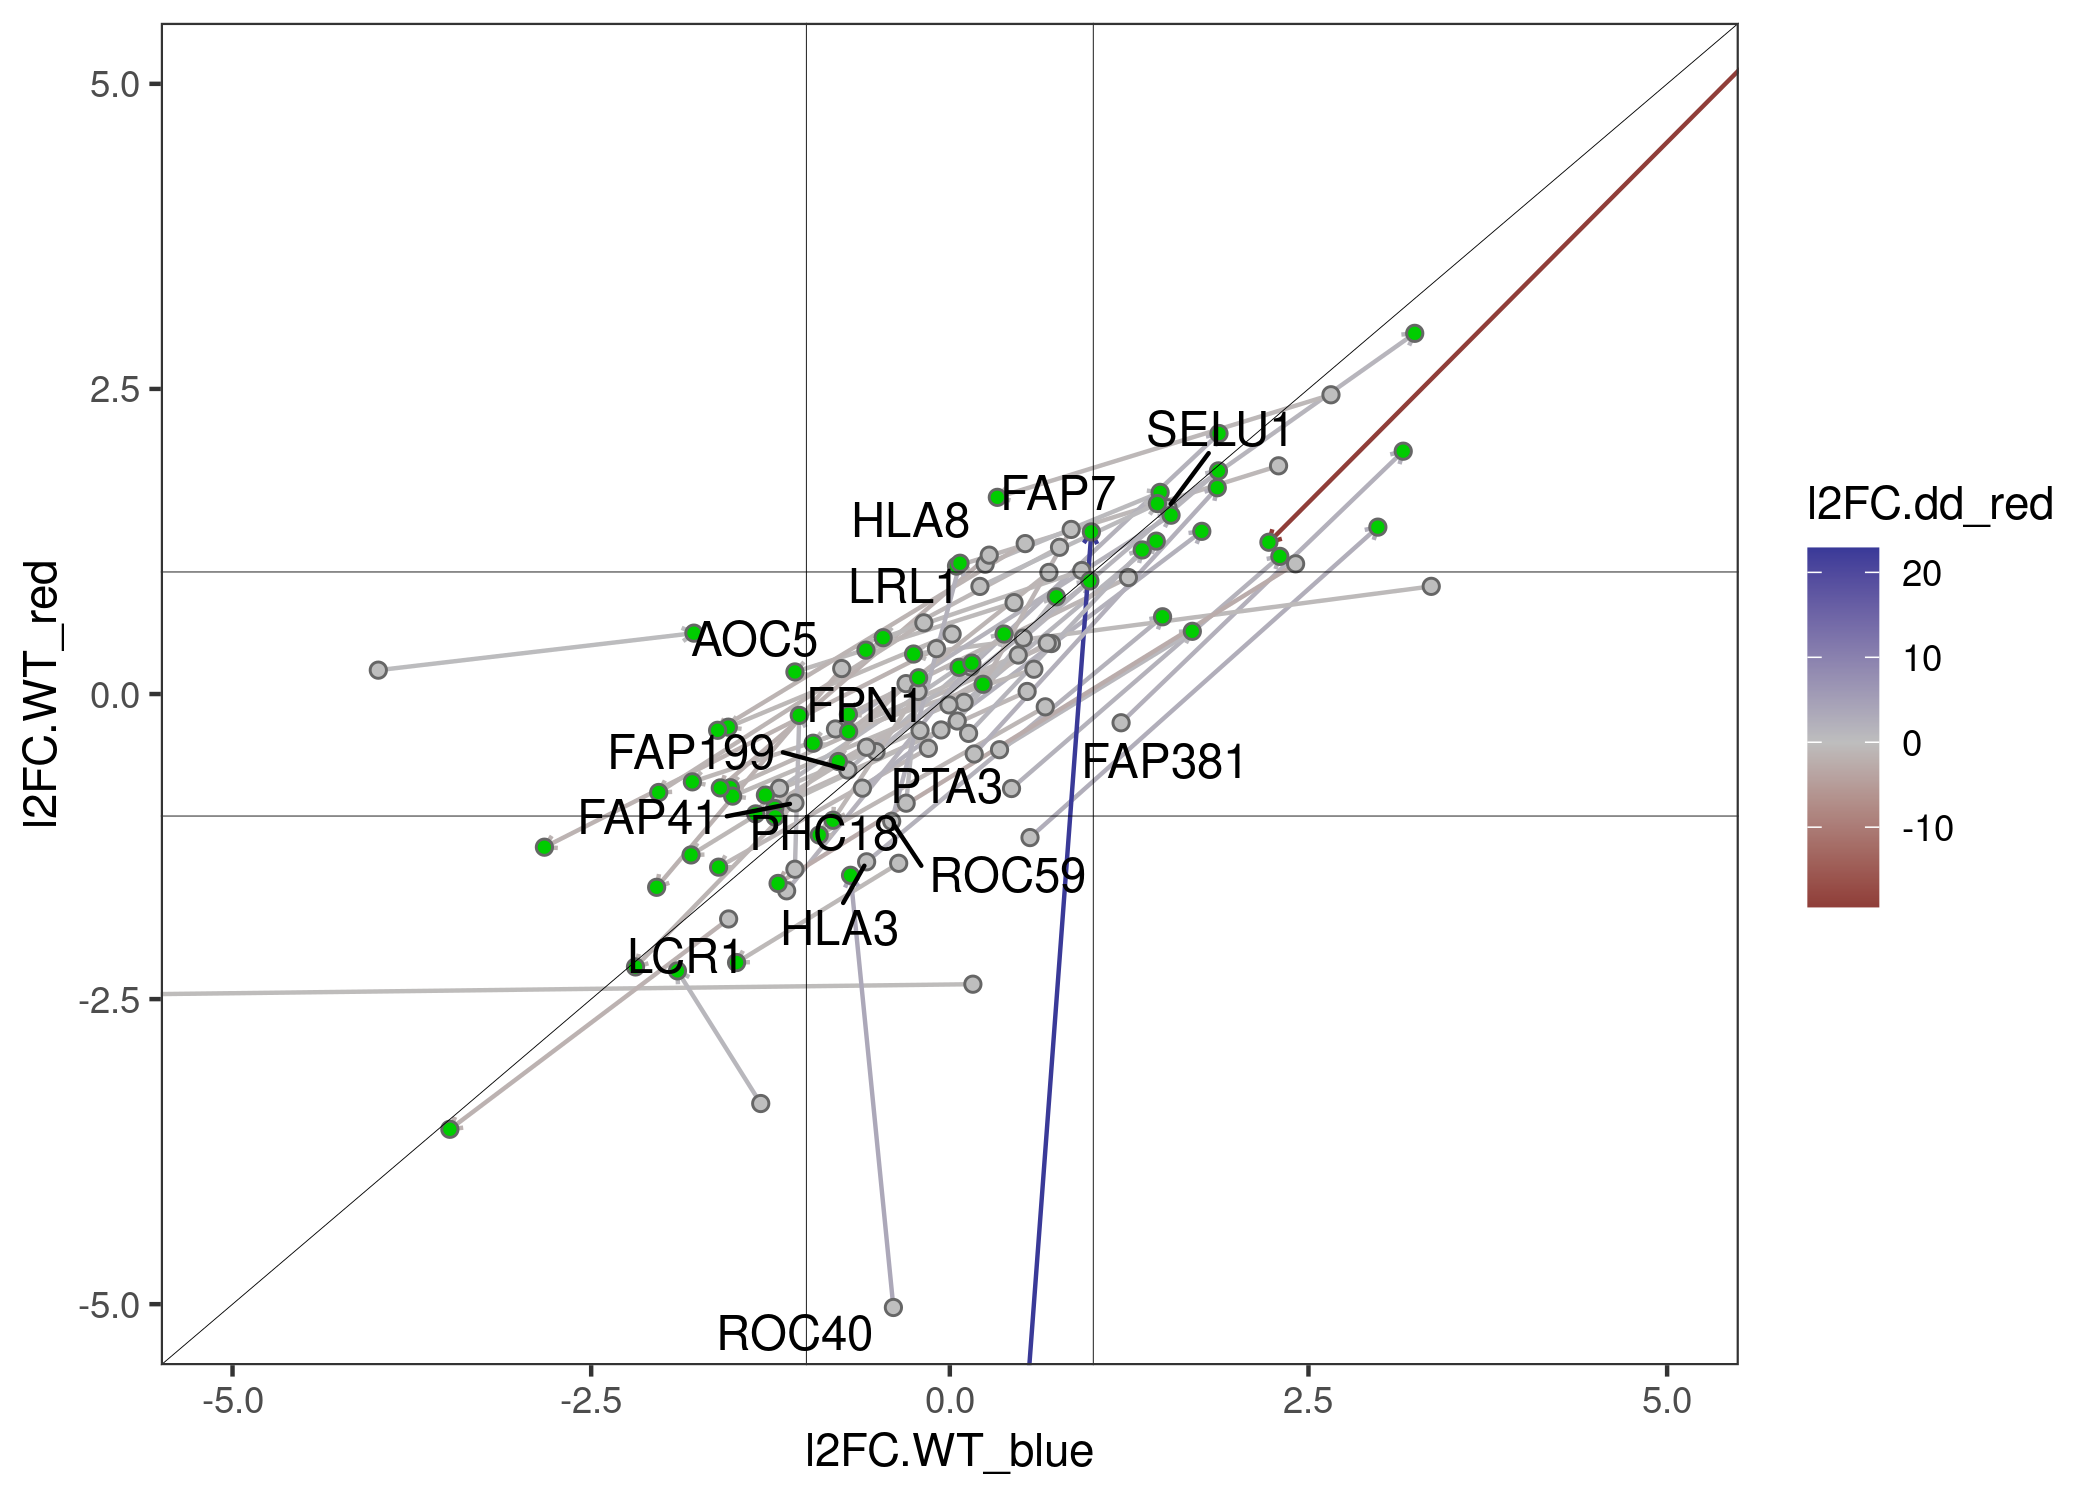 5.0
2.5
0.0
-2.5
-5.0
l2FC.WT_red
SELU1
FAP7
HLA8
LRL1
AOC5
FPN1
FAP199
FAP381
PTA3
FAP41
PHC18
ROC59
HLA3
LCR1
ROC40
-5.0
-2.5
0.0
2.5
5.0
l2FC.WT_blue
l2FC.dd_red
20
10
0
-10